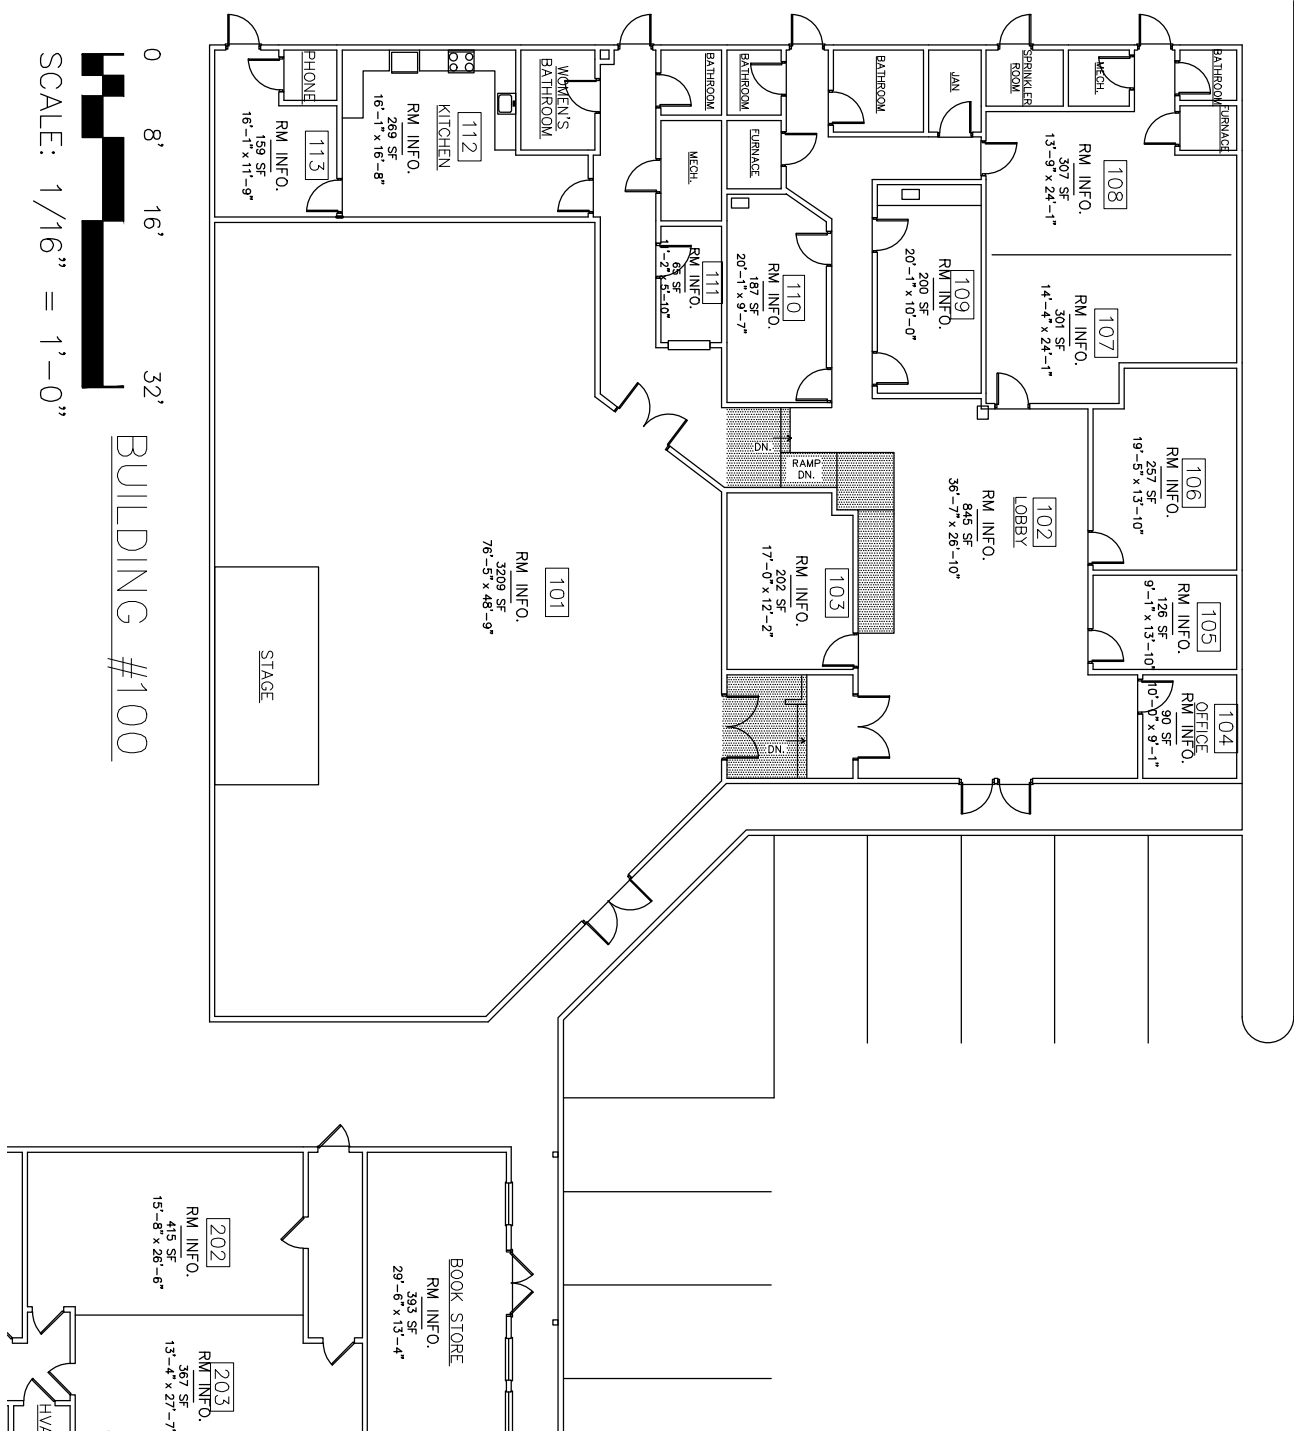 BATHROOM
FURNACE
MECH.
SPRINKLER
ROOM
JAN
BATHROOM
BATHROOM
FURNACE
BATHROOM
MECH.
WOMEN'S
BATHROOM
PHONE
108
RM INFO.
307 SF
13'-9" x 24'-1"
107
RM INFO.
301 SF
14'-4" x 24'-1"
109
RM INFO.
200 SF
20'-1" x 10'-0"
110
RM INFO.
187 SF
20'-1" x 9'-7"
111
RM INFO.
65 SF
112
KITCHEN
RM INFO.
269 SF
16'-1" x 16'-8"
113
RM INFO.
159 SF
16'-1" x 11'-9"
106
RM INFO.
257 SF
19'-5" x 13'-10"
105
RM INFO.
126 SF
9'-1" x 13'-10"
104
OFFICE
RM INFO.
90 SF
10'-0" x 9'-1"
102
LOBBY
RM INFO.
845 SF
36'-7" x 26'-10"
DN.
RAMP
DN.
103
RM INFO.
202 SF
17'-0" x 12'-2"
DN.
101
RM INFO.
3209 SF
76'-5" x 48'-9"
STAGE
BUILDING #100
0 8' 16' 32'
SCALE: 1/16" = 1'-0"
BOOK STORE
RM INFO.
393 SF
29'-6" x 13'-4"
202
RM INFO.
415 SF
15'-8" x 26'-6"
203
RM INFO.
367 SF
13'-4" x 27'-7"